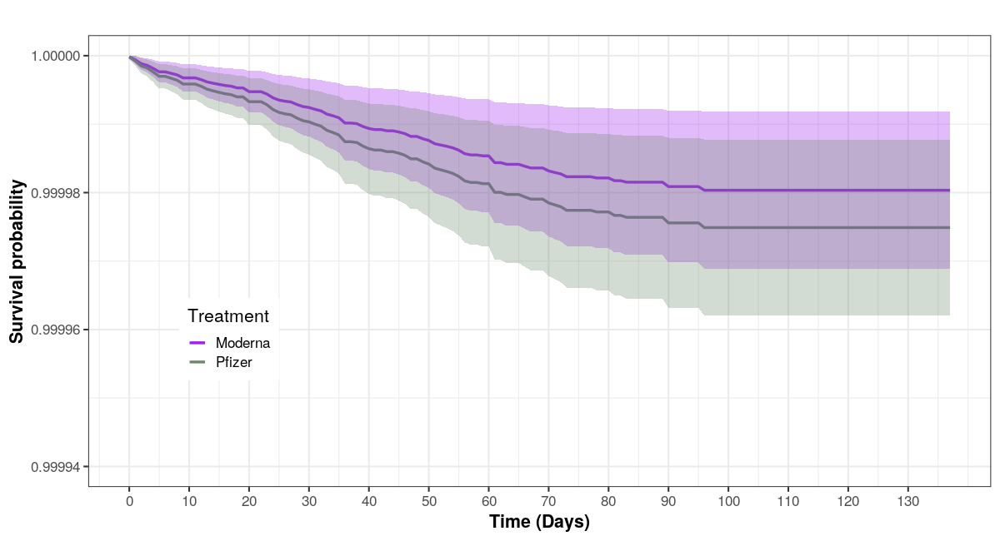 1.00000
0.99998
0.99996
0.99994
Survival probability
Treatment
Moderna
Pfizer
0 10 20 30 40 50 60 70 80 90 100 110 120 130
Time (Days)